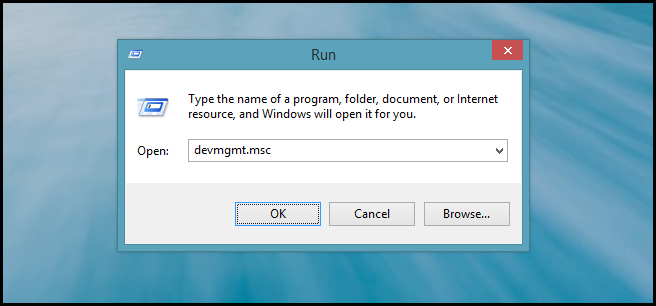 Run
Type the name of a program, folder, document, or Internet
resource, and Windows will open it for you.
Open: devmgmt.msc
OK Cancel Browse...